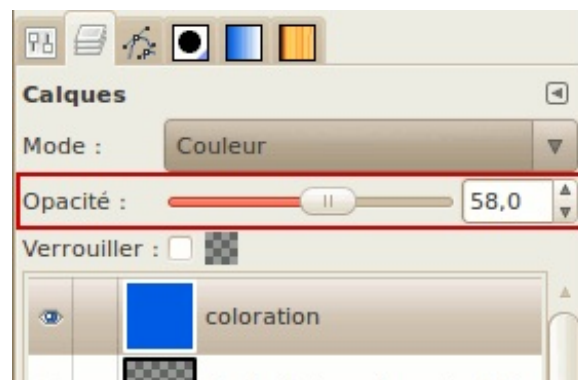 Calques
Mode : Couleur
Opacité : 58,0
Verrouiller :
coloration